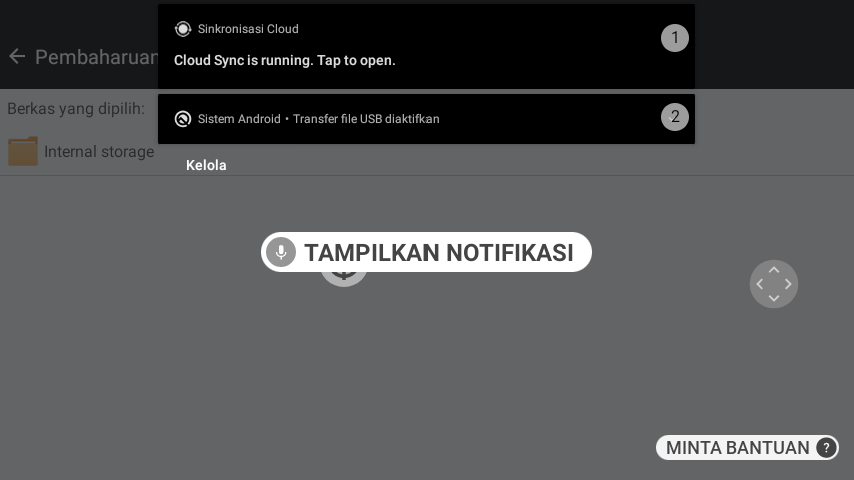 Sinkronisasi Cloud
1
Pembaharuan
Cloud Sync is running. Tap to open.
Berkas yang dipilih:
Sistem Android • Transfer file USB diaktifkan
2
Internal storage
Kelola
TAMPILKAN NOTIFIKASI
MINTA BANTUAN ?